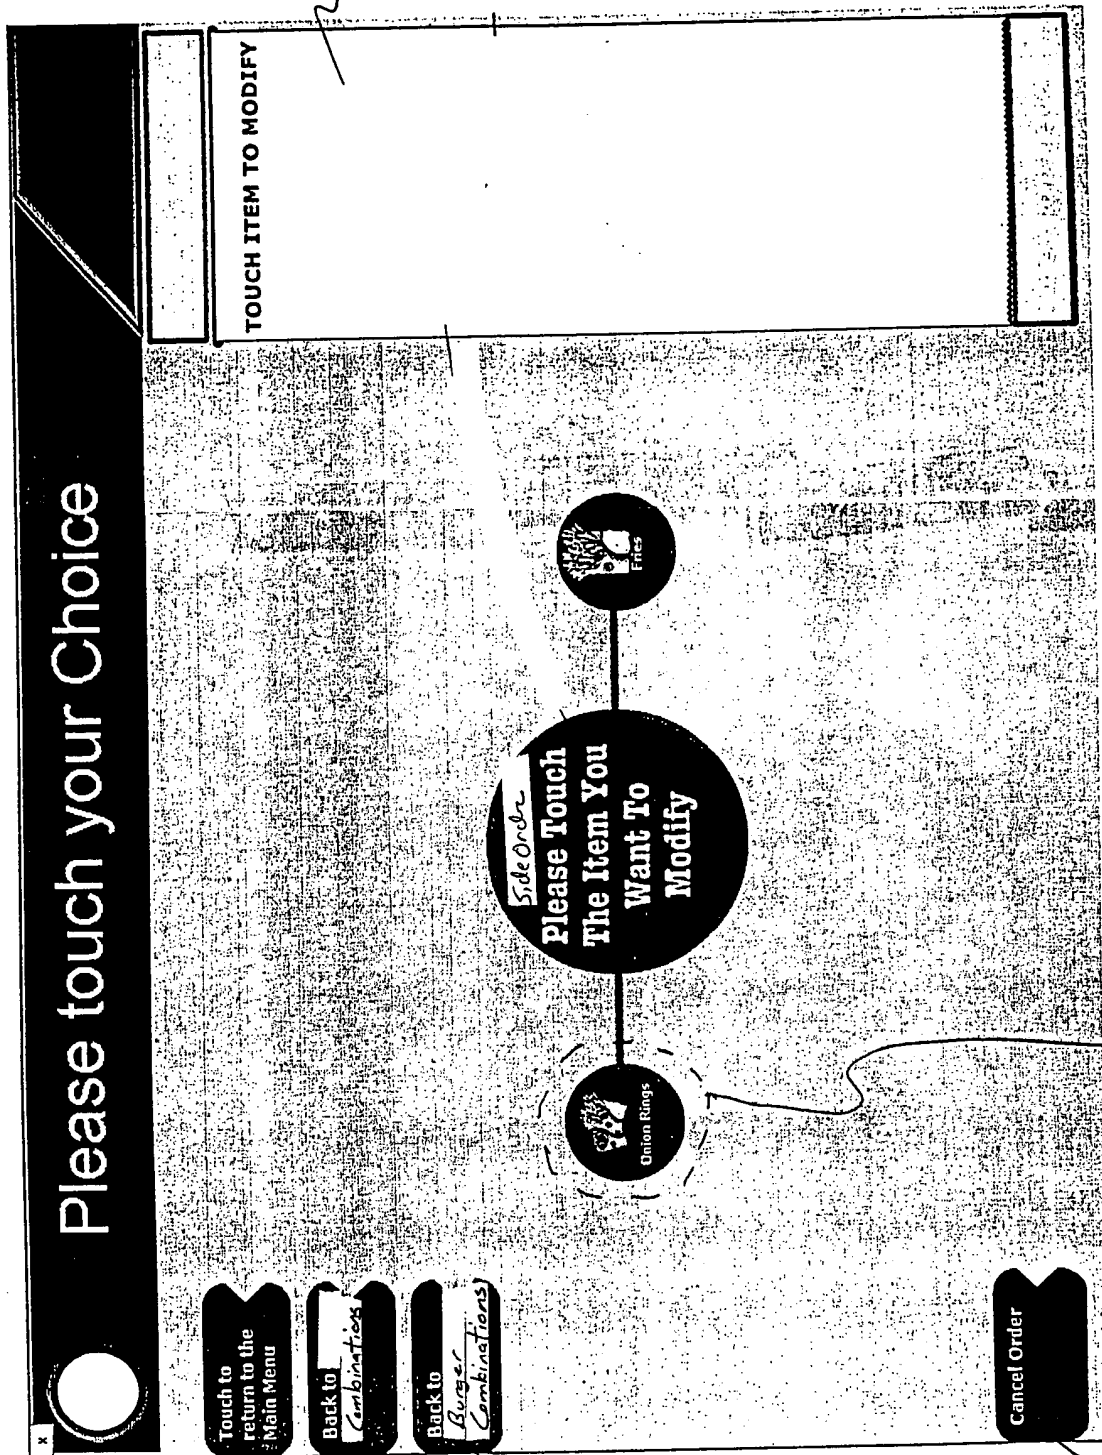 x
Please touch your Choice
Touch to
return to the
Main Menu
Back to
Combinations
Back to
Burger
Combinations
Cancel Order
Onion Rings
Side Order
Please Touch
The Item You
Want To
Modify
Fries
TOUCH ITEM TO MODIFY